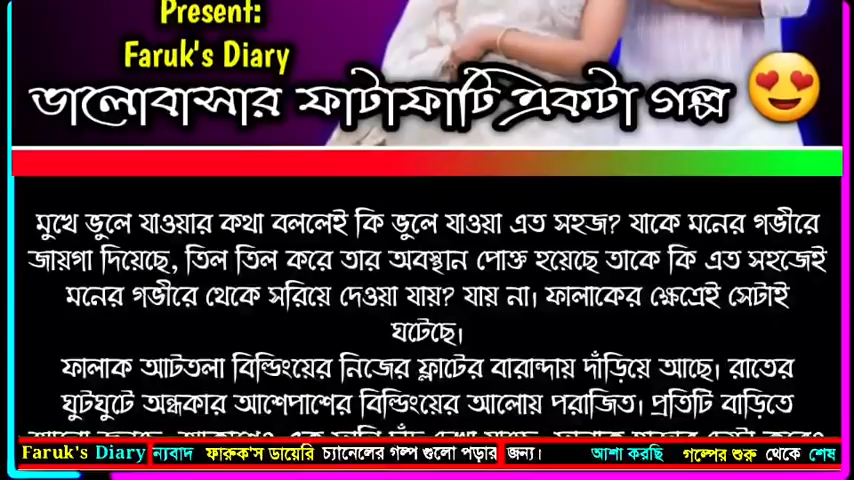 Present:
Faruk's Diary
ভালোবাসার ফাটাফাটি একটা গল্প
মুখে ভুলে যাওয়ার কথা বললেই কি ভুলে যাওয়া এত সহজ? যাকে মনের গভীরে
জায়গা দিয়েছে, তিল তিল করে তার অবস্থান পোক্ত হয়েছে তাকে কি এত সহজেই
মনের গভীরে থেকে সরিয়ে দেওয়া যায়? যায় না। ফালাকের ক্ষেত্রেই সেটাই
ঘটেছে।
ফালাক আটতলা বিল্ডিংয়ের নিজের ফ্লাটের বারান্দায় দাঁড়িয়ে আছে। রাতের
ঘুটঘুটে অন্ধকার আশেপাশের বিল্ডিংয়ের আলোয় পরাজিত। প্রতিটি বাড়িতে
Faruk's Diary ন্যবাদ ফারুক'স ডায়েরি চ্যানেলের গল্প গুলো পড়ার জন্য। আশা করছি গল্পের শুরু থেকে শেষ